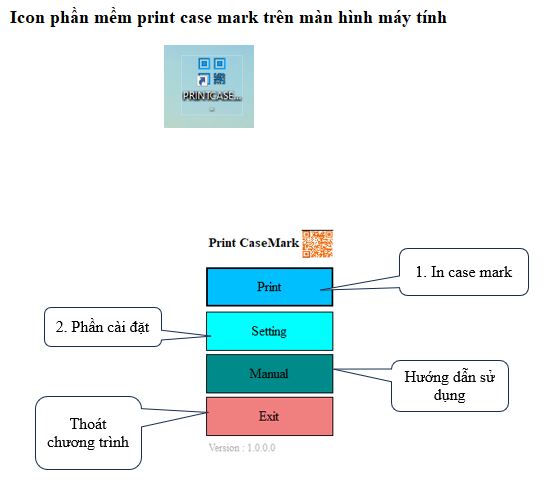 Icon phần mềm print case mark trên màn hình máy tính
PRINTCASE...
Print CaseMark
Print
1. In case mark
2. Phần cài đặt
Setting
Manual
Hướng dẫn sử
dụng
Exit
Thoát
chương trình
Version : 1.0.0.0